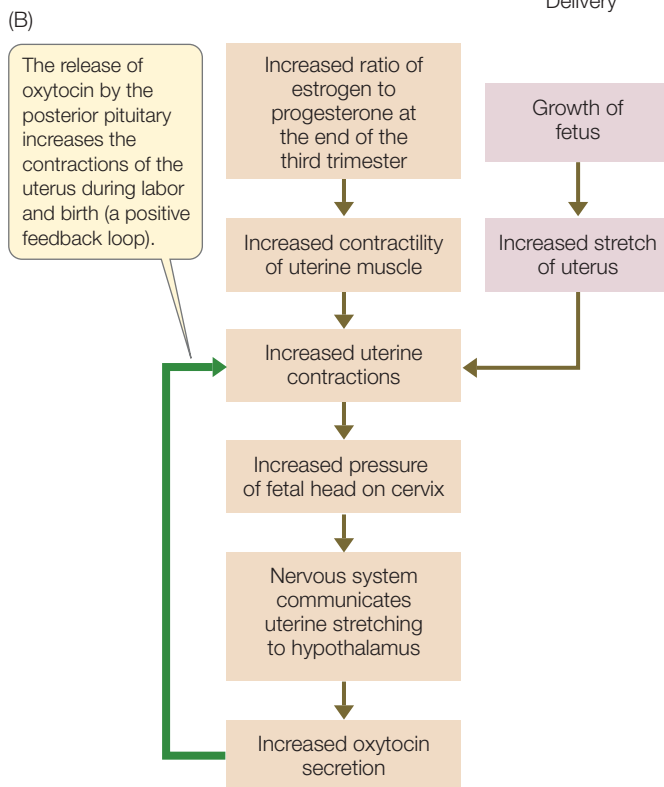 Delivery
(B)
The release of
oxytocin by the
posterior pituitary
increases the
contractions of the
uterus during labor
and birth (a positive
feedback loop).
Increased ratio of
estrogen to
progesterone at
the end of the
third trimester
Growth of
fetus
Increased contractility
of uterine muscle
Increased stretch
of uterus
Increased uterine
contractions
Increased pressure
of fetal head on cervix
Nervous system
communicates
uterine stretching
to hypothalamus
Increased oxytocin
secretion